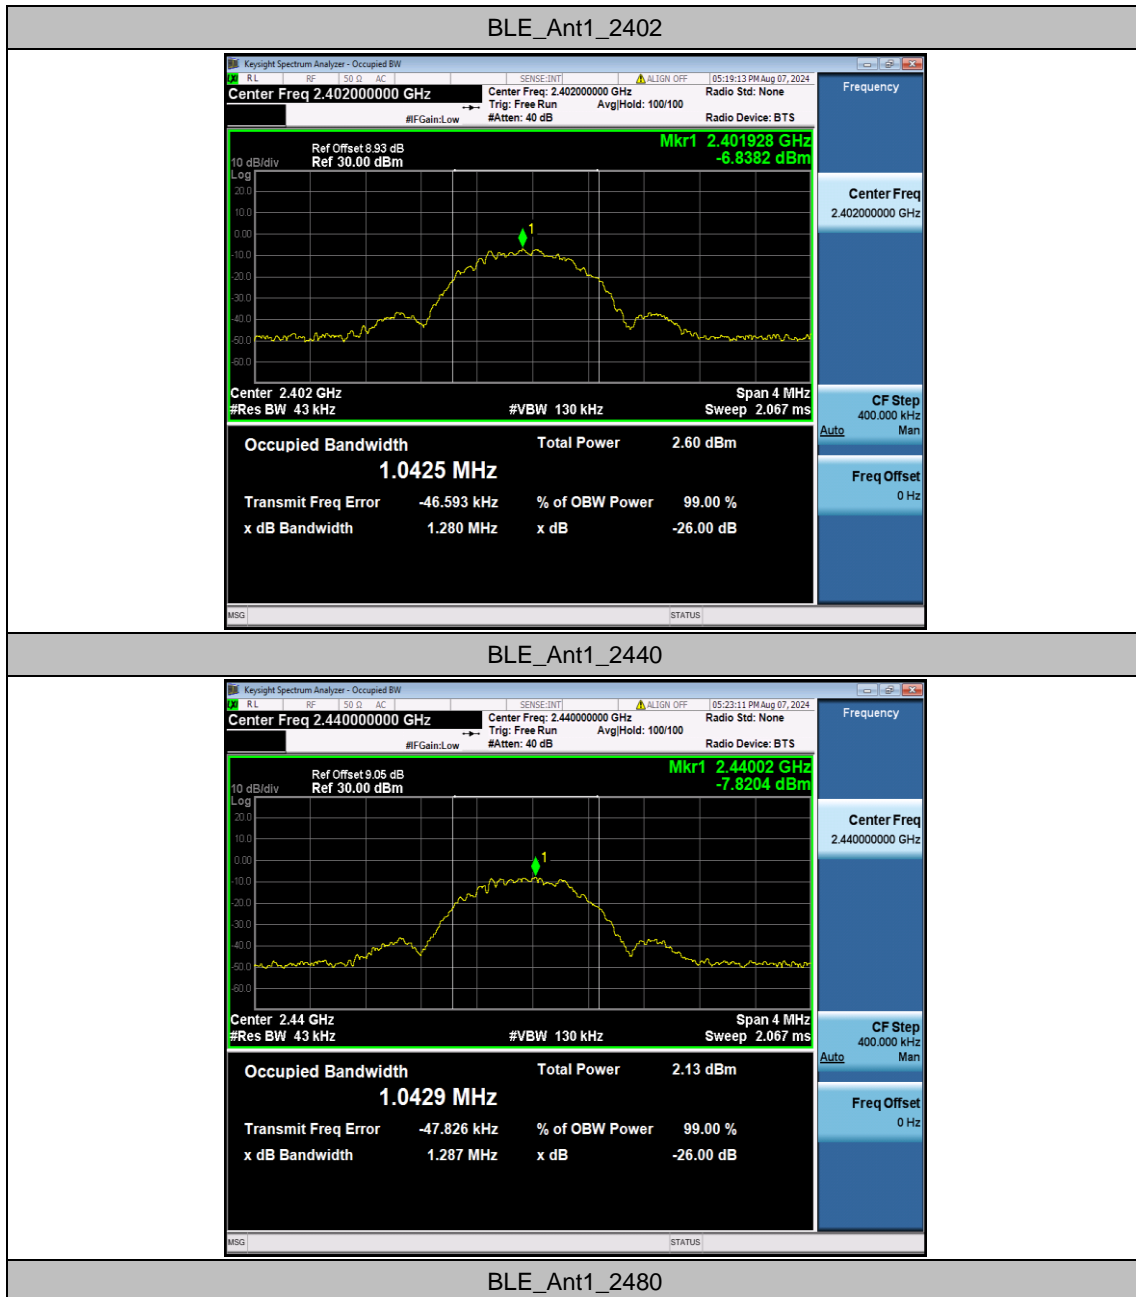 BLE_Ant1_2402
Keysight Spectrum Analyzer - Occupied BW
RL RF 50 Ω AC SENSE:INT ALIGN OFF 05:19:13 PM Aug 07, 2024
Center Freq 2.402000000 GHz
Center Freq: 2.402000000 GHz Radio Std: None
Trig: Free Run Avg|Hold: 100/100
#IFGain:Low #Atten: 40 dB Radio Device: BTS
Frequency
Mkr1 2.401928 GHz
-6.8382 dBm
Ref Offset 8.93 dB
10 dB/div Ref 30.00 dBm
Log
20.0
10.0
0.00
-10.0
-20.0
-30.0
-40.0
-50.0
-60.0
1
Center 2.402 GHz Span 4 MHz
#Res BW 43 kHz #VBW 130 kHz Sweep 2.067 ms
Center Freq
2.402000000 GHz
CF Step
400.000 kHz
Auto Man
Freq Offset
0 Hz
Occupied Bandwidth Total Power 2.60 dBm
1.0425 MHz
Transmit Freq Error -46.593 kHz % of OBW Power 99.00 %
x dB Bandwidth 1.280 MHz x dB -26.00 dB
MSG STATUS
BLE_Ant1_2440
Keysight Spectrum Analyzer - Occupied BW
RL RF 50 Ω AC SENSE:INT ALIGN OFF 05:23:11 PM Aug 07, 2024
Center Freq 2.440000000 GHz
Center Freq: 2.440000000 GHz Radio Std: None
Trig: Free Run Avg|Hold: 100/100
#IFGain:Low #Atten: 40 dB Radio Device: BTS
Frequency
Mkr1 2.44002 GHz
-7.8204 dBm
Ref Offset 9.05 dB
10 dB/div Ref 30.00 dBm
Log
20.0
10.0
0.00
-10.0
-20.0
-30.0
-40.0
-50.0
-60.0
1
Center 2.44 GHz Span 4 MHz
#Res BW 43 kHz #VBW 130 kHz Sweep 2.067 ms
Center Freq
2.440000000 GHz
CF Step
400.000 kHz
Auto Man
Freq Offset
0 Hz
Occupied Bandwidth Total Power 2.13 dBm
1.0429 MHz
Transmit Freq Error -47.826 kHz % of OBW Power 99.00 %
x dB Bandwidth 1.287 MHz x dB -26.00 dB
MSG STATUS
BLE_Ant1_2480